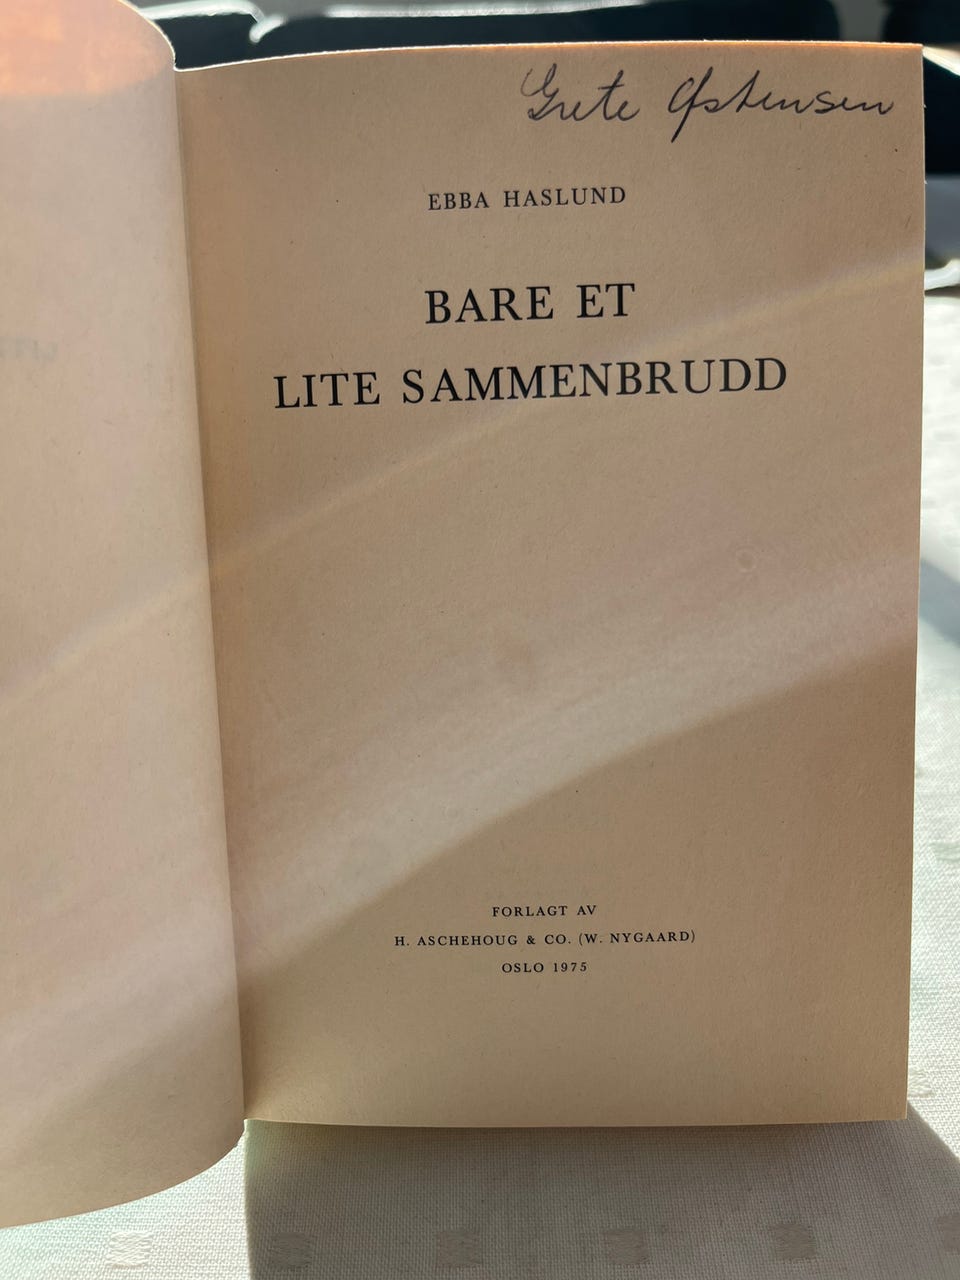 Grete Østensen
EBBA HASLUND
BARE ET
LITE SAMMENBRUDD
FORLAGT AV
H. ASCHEHOUG & CO. (W. NYGAARD)
OSLO 1975